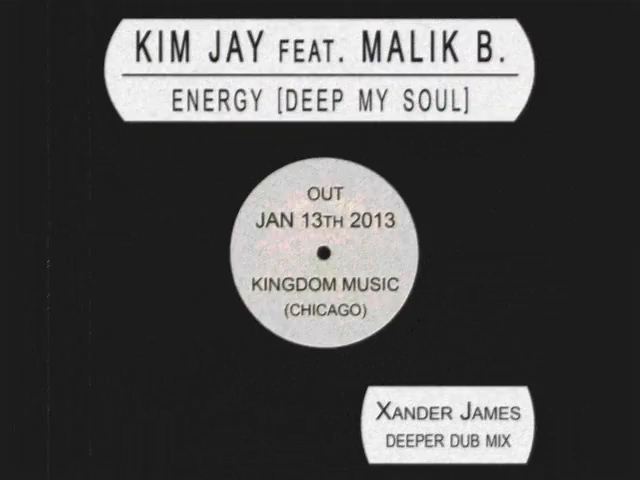 KIM JAY FEAT. MALIK B.
ENERGY [DEEP MY SOUL]
OUT
JAN 13TH 2013
KINGDOM MUSIC
(CHICAGO)
XANDER JAMES
DEEPER DUB MIX